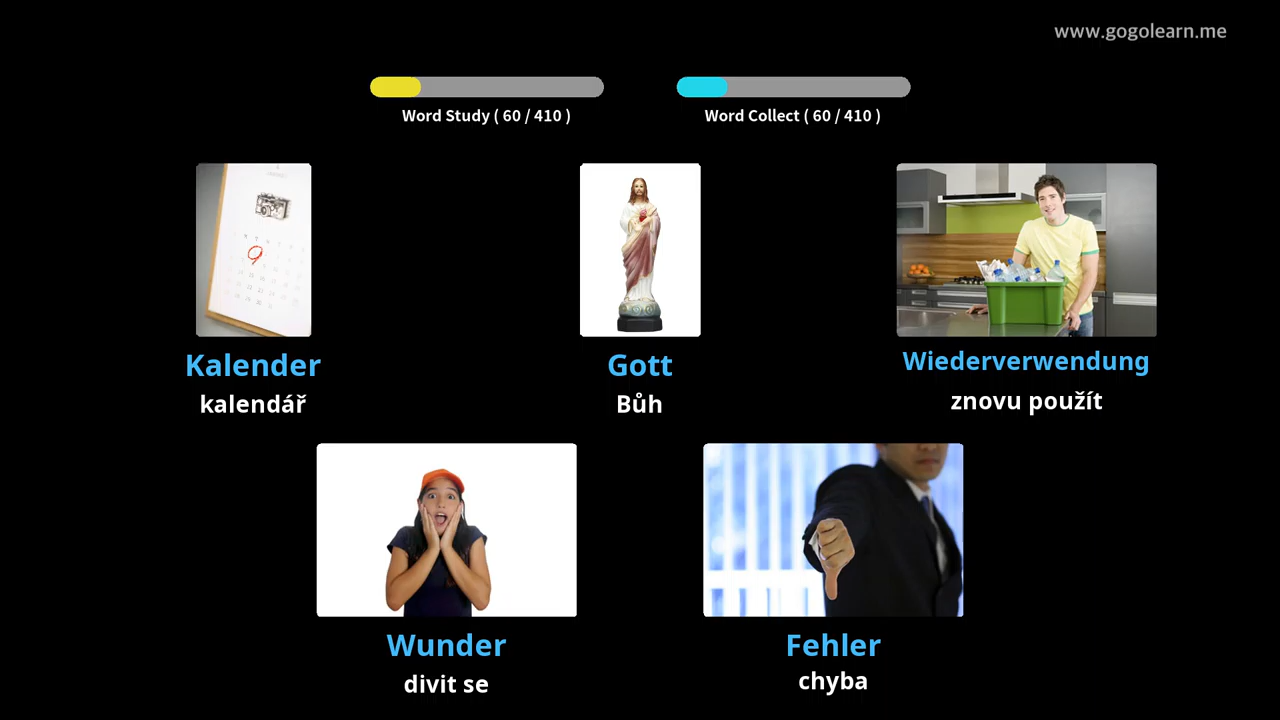 www.gogolearn.me
Word Study ( 60 / 410 )
Word Collect ( 60 / 410 )
Kalender
kalendář
Gott
Bůh
Wiederverwendung
znovu použít
Wunder
divit se
Fehler
chyba